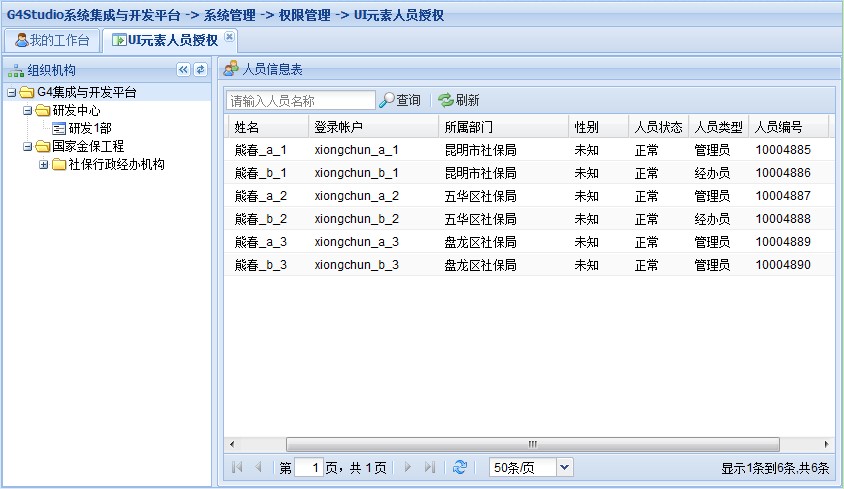 G4Studio系统集成与开发平台 -> 系统管理 -> 权限管理 -> UI元素人员授权
我的工作台 UI元素人员授权
组织机构
G4集成与开发平台
研发中心
研发1部
国家金保工程
社保行政经办机构
人员信息表
请输入人员名称 查询 刷新
姓名 登录帐户 所属部门 性别 人员状态 人员类型 人员编号
熊春_a_1 xiongchun_a_1 昆明市社保局 未知 正常 管理员 10004885
熊春_b_1 xiongchun_b_1 昆明市社保局 未知 正常 经办员 10004886
熊春_a_2 xiongchun_a_2 五华区社保局 未知 正常 管理员 10004887
熊春_b_2 xiongchun_b_2 五华区社保局 未知 正常 经办员 10004888
熊春_a_3 xiongchun_a_3 盘龙区社保局 未知 正常 管理员 10004889
熊春_b_3 xiongchun_b_3 盘龙区社保局 未知 正常 管理员 10004890
第 1 页，共 1 页 50条/页 显示1条到6条,共6条